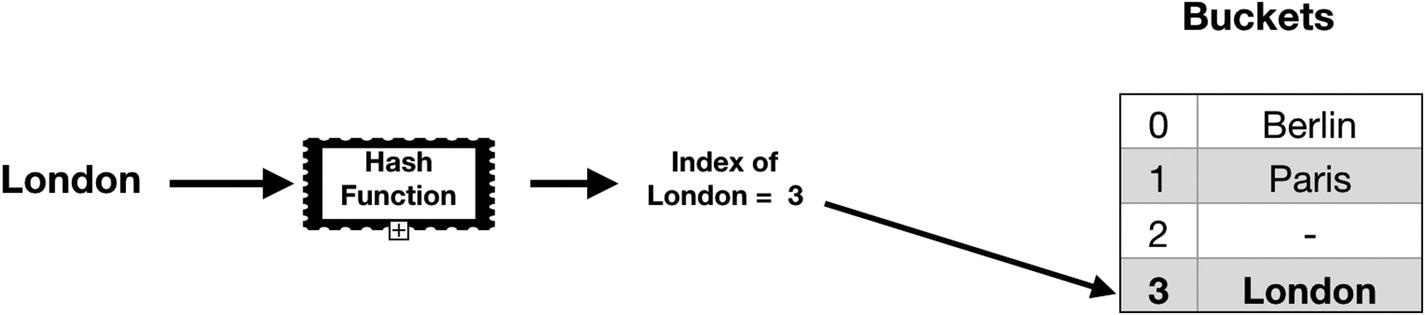 Buckets
London
Hash
Function
Index of
London = 3
0 Berlin
1 Paris
2 -
3 London